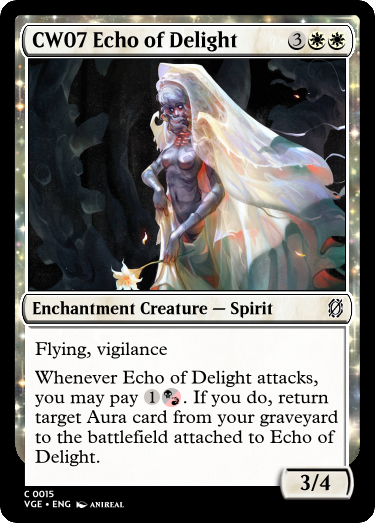 CW07 Echo of Delight 3
Enchantment Creature — Spirit
Flying, vigilance
Whenever Echo of Delight attacks,
you may pay 1 . If you do, return
target Aura card from your graveyard
to the battlefield attached to Echo of
Delight.
3/4
C 0015
VGE • ENG ANIREAL